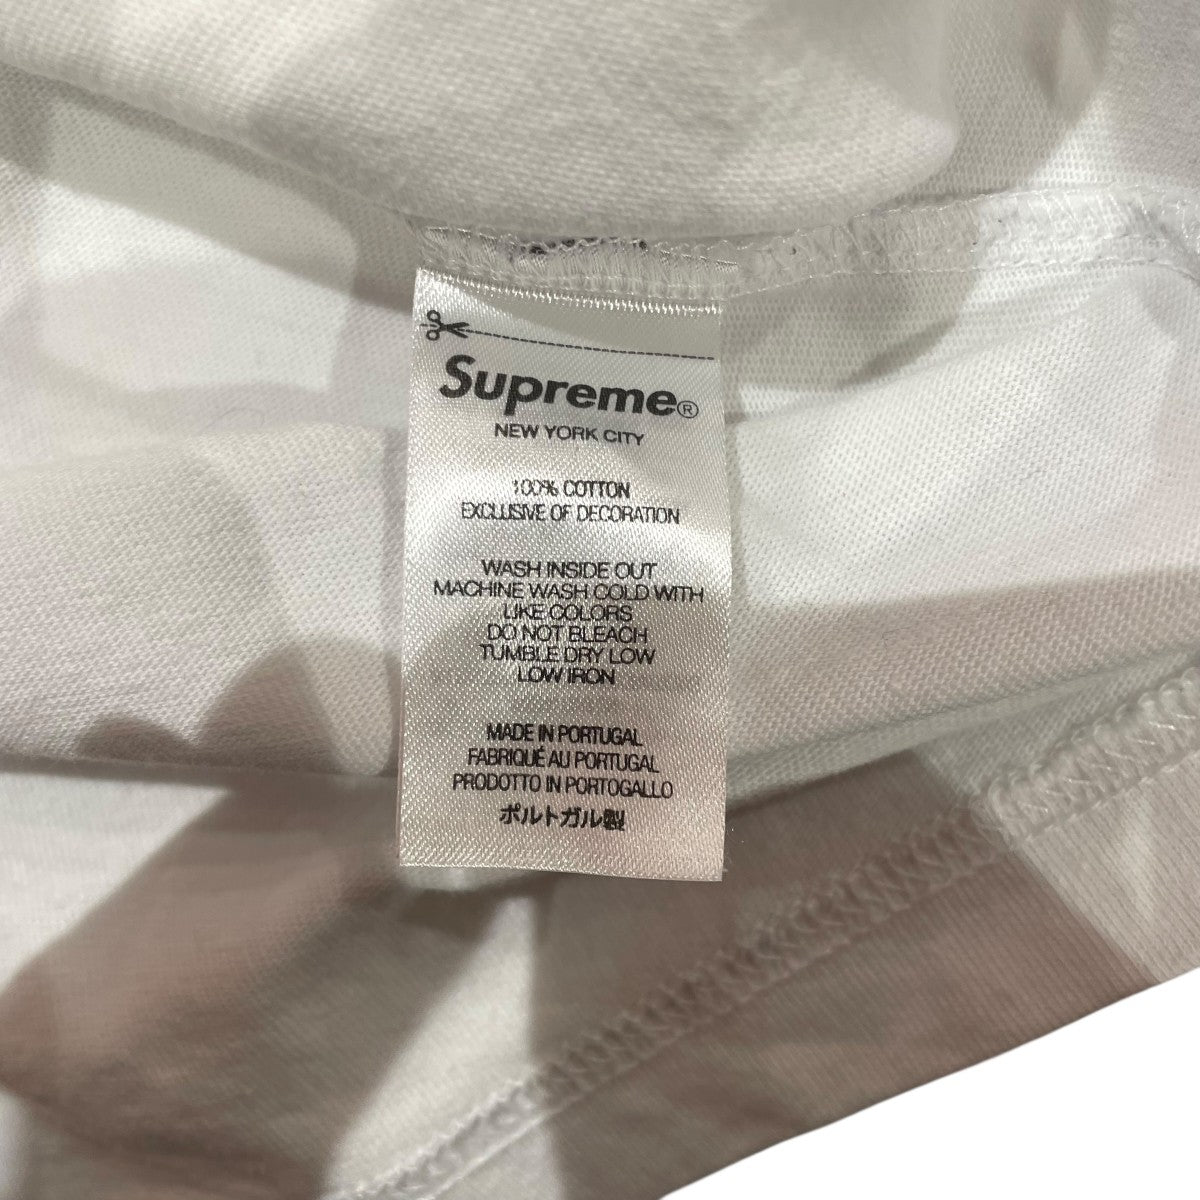 Supreme®
NEW YORK CITY
100% COTTON
EXCLUSIVE OF DECORATION
WASH INSIDE OUT
MACHINE WASH COLD WITH
LIKE COLORS
DO NOT BLEACH
TUMBLE DRY LOW
LOW IRON
MADE IN PORTUGAL
FABRIQUÉ AU PORTUGAL
PRODOTTO IN PORTOGALLO
ポルトガル製